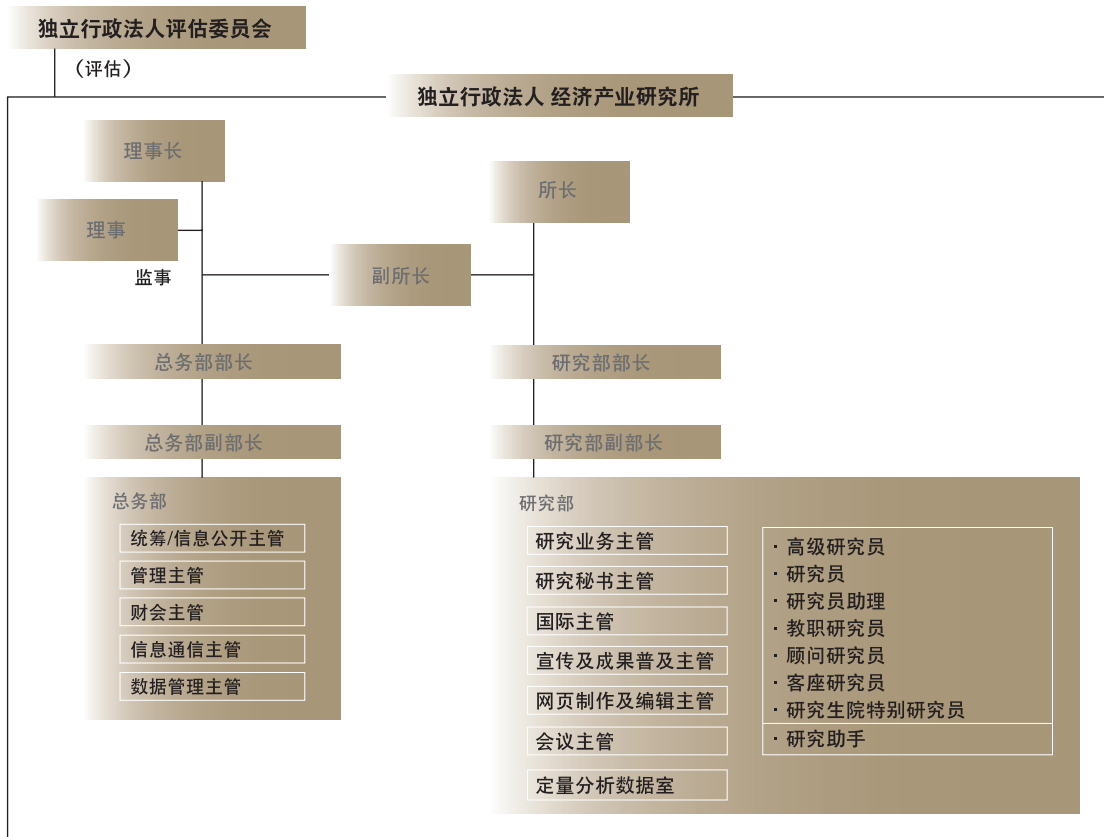 独立行政法人评估委员会
（评估）
独立行政法人 经济产业研究所
理事长
所长
理事
监事
副所长
总务部部长
研究部部长
总务部副部长
研究部副部长
总务部
统筹/信息公开主管
管理主管
财会主管
信息通信主管
数据管理主管
研究部
研究业务主管
研究秘书主管
国际主管
宣传及成果普及主管
网页制作及编辑主管
会议主管
定量分析数据室
· 高级研究员
· 研究员
· 研究员助理
· 教职研究员
· 顾问研究员
· 客座研究员
· 研究生院特别研究员
· 研究助手